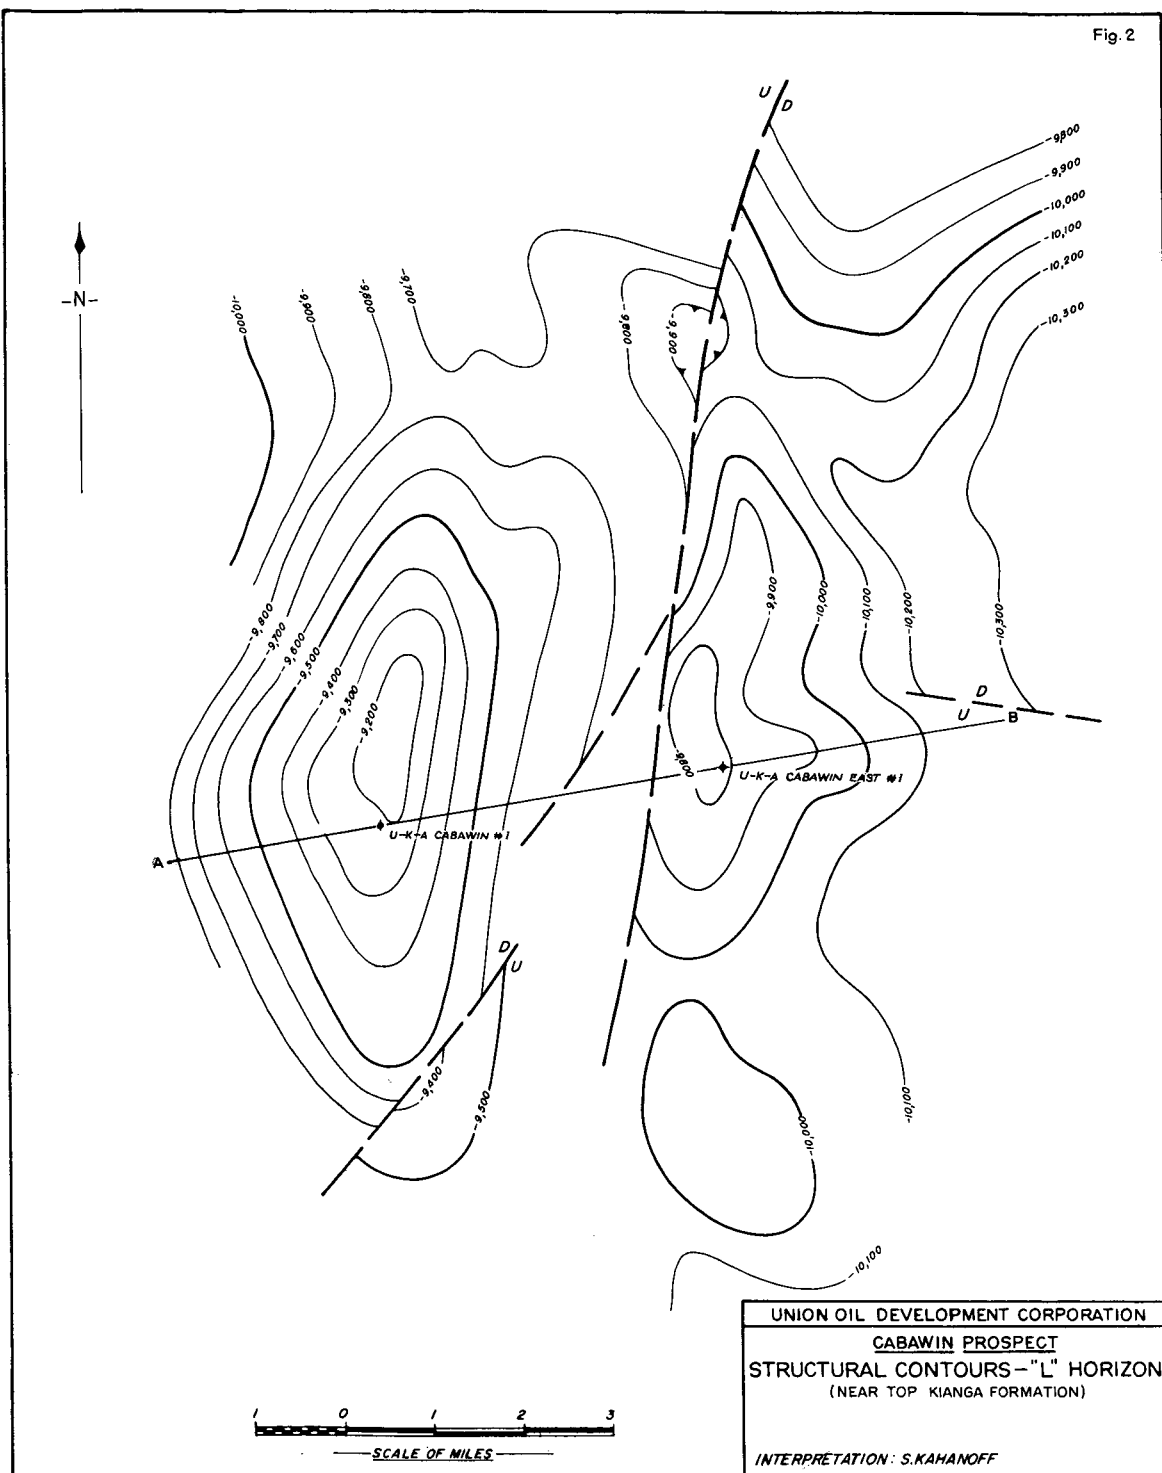 Fig. 2
U D
-9,800
-9,900
-10,000
-10,100
-10,200
-10,300
-N-
-10,000
-9,900
-9,800
-9,700
-9,800
-9,900
-9,800
-9,700
-9,600
-9,500
-9,400
-9,300
-9,200
-9,900
-10,000
-10,100
-10,200
-10,300
D
U
B
-9,800
U-K-A CABAWIN EAST #1
U-K-A CABAWIN #1
A
D
U
-9,400
-9,500
-10,100
-10,000
-10,100
UNION OIL DEVELOPMENT CORPORATION
CABAWIN PROSPECT
STRUCTURAL CONTOURS-"L" HORIZON
(NEAR TOP KIANGA FORMATION)
INTERPRETATION: S.KAHANOFF
1 0 1 2 3
SCALE OF MILES